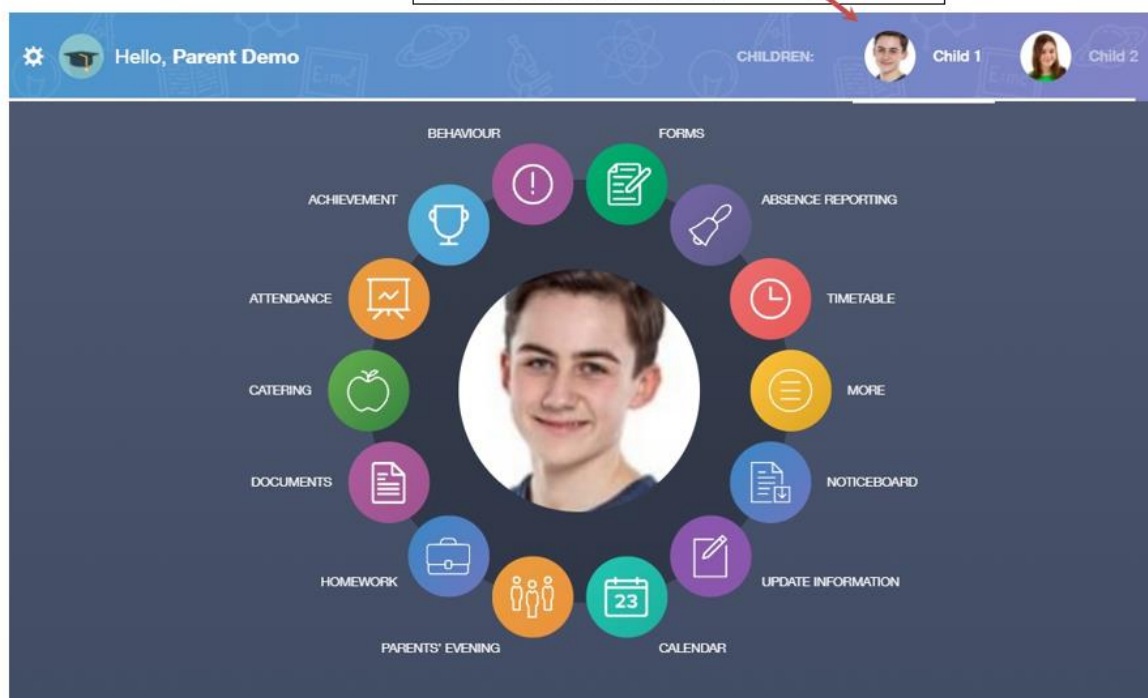 Hello, Parent Demo
CHILDREN:
Child 1
Child 2
BEHAVIOUR
FORMS
ACHIEVEMENT
ABSENCE REPORTING
ATTENDANCE
TIMETABLE
CATERING
MORE
DOCUMENTS
NOTICEBOARD
HOMEWORK
UPDATE INFORMATION
23
PARENTS' EVENING
CALENDAR